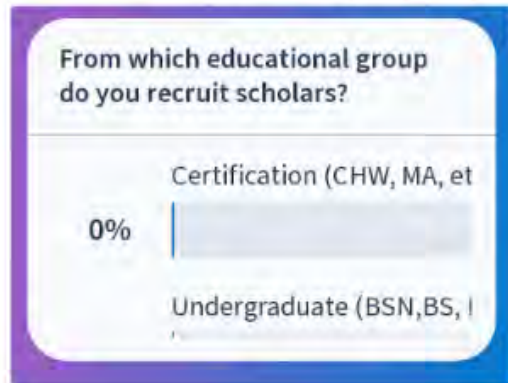 From which educational group
do you recruit scholars?
Certification (CHW, MA, et
0%
Undergraduate (BSN,BS,